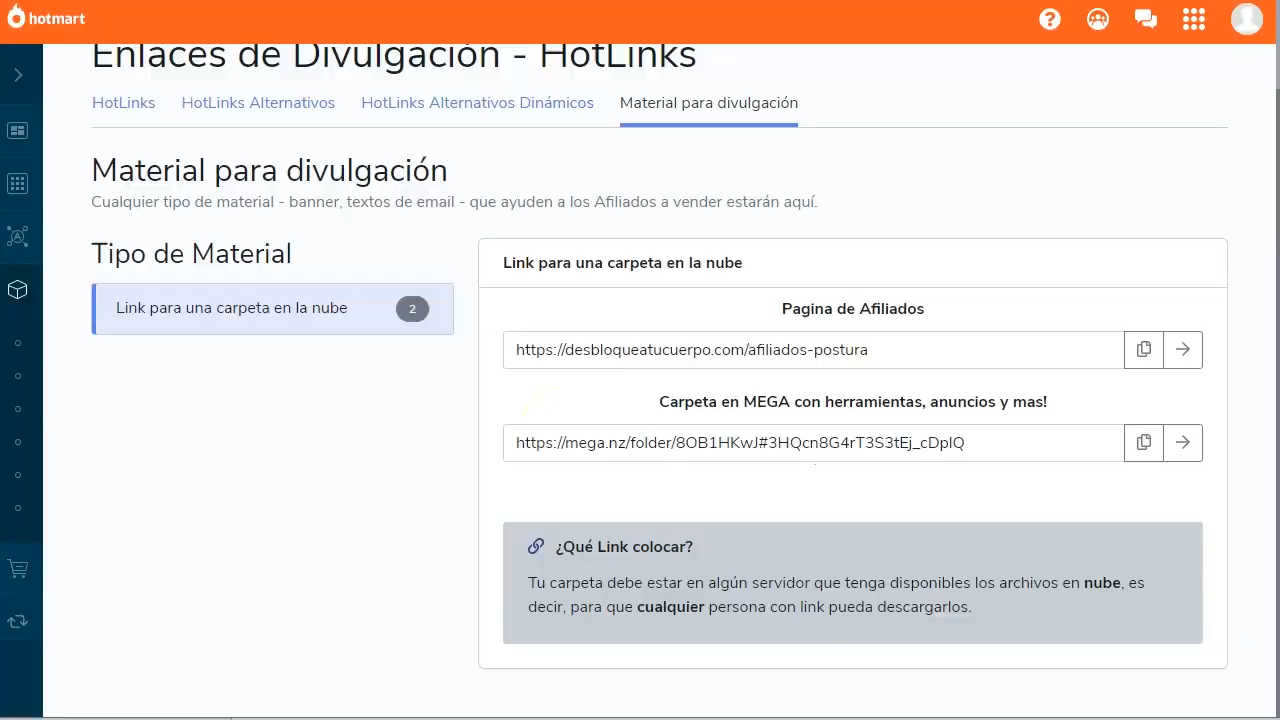 hotmart
Enlaces de Divulgación - HotLinks
HotLinks HotLinks Alternativos HotLinks Alternativos Dinámicos Material para divulgación
Material para divulgación
Cualquier tipo de material - banner, textos de email - que ayuden a los Afiliados a vender estarán aquí.
Tipo de Material
Link para una carpeta en la nube 2
Link para una carpeta en la nube
Pagina de Afiliados
https://desbloqueatucuerpo.com/afiliados-postura
Carpeta en MEGA con herramientas, anuncios y mas!
https://mega.nz/folder/8OB1HKwJ#3HQcn8G4rT3S3tEj_cDpIQ
¿Qué Link colocar?
Tu carpeta debe estar en algún servidor que tenga disponibles los archivos en nube, es
decir, para que cualquier persona con link pueda descargarlos.